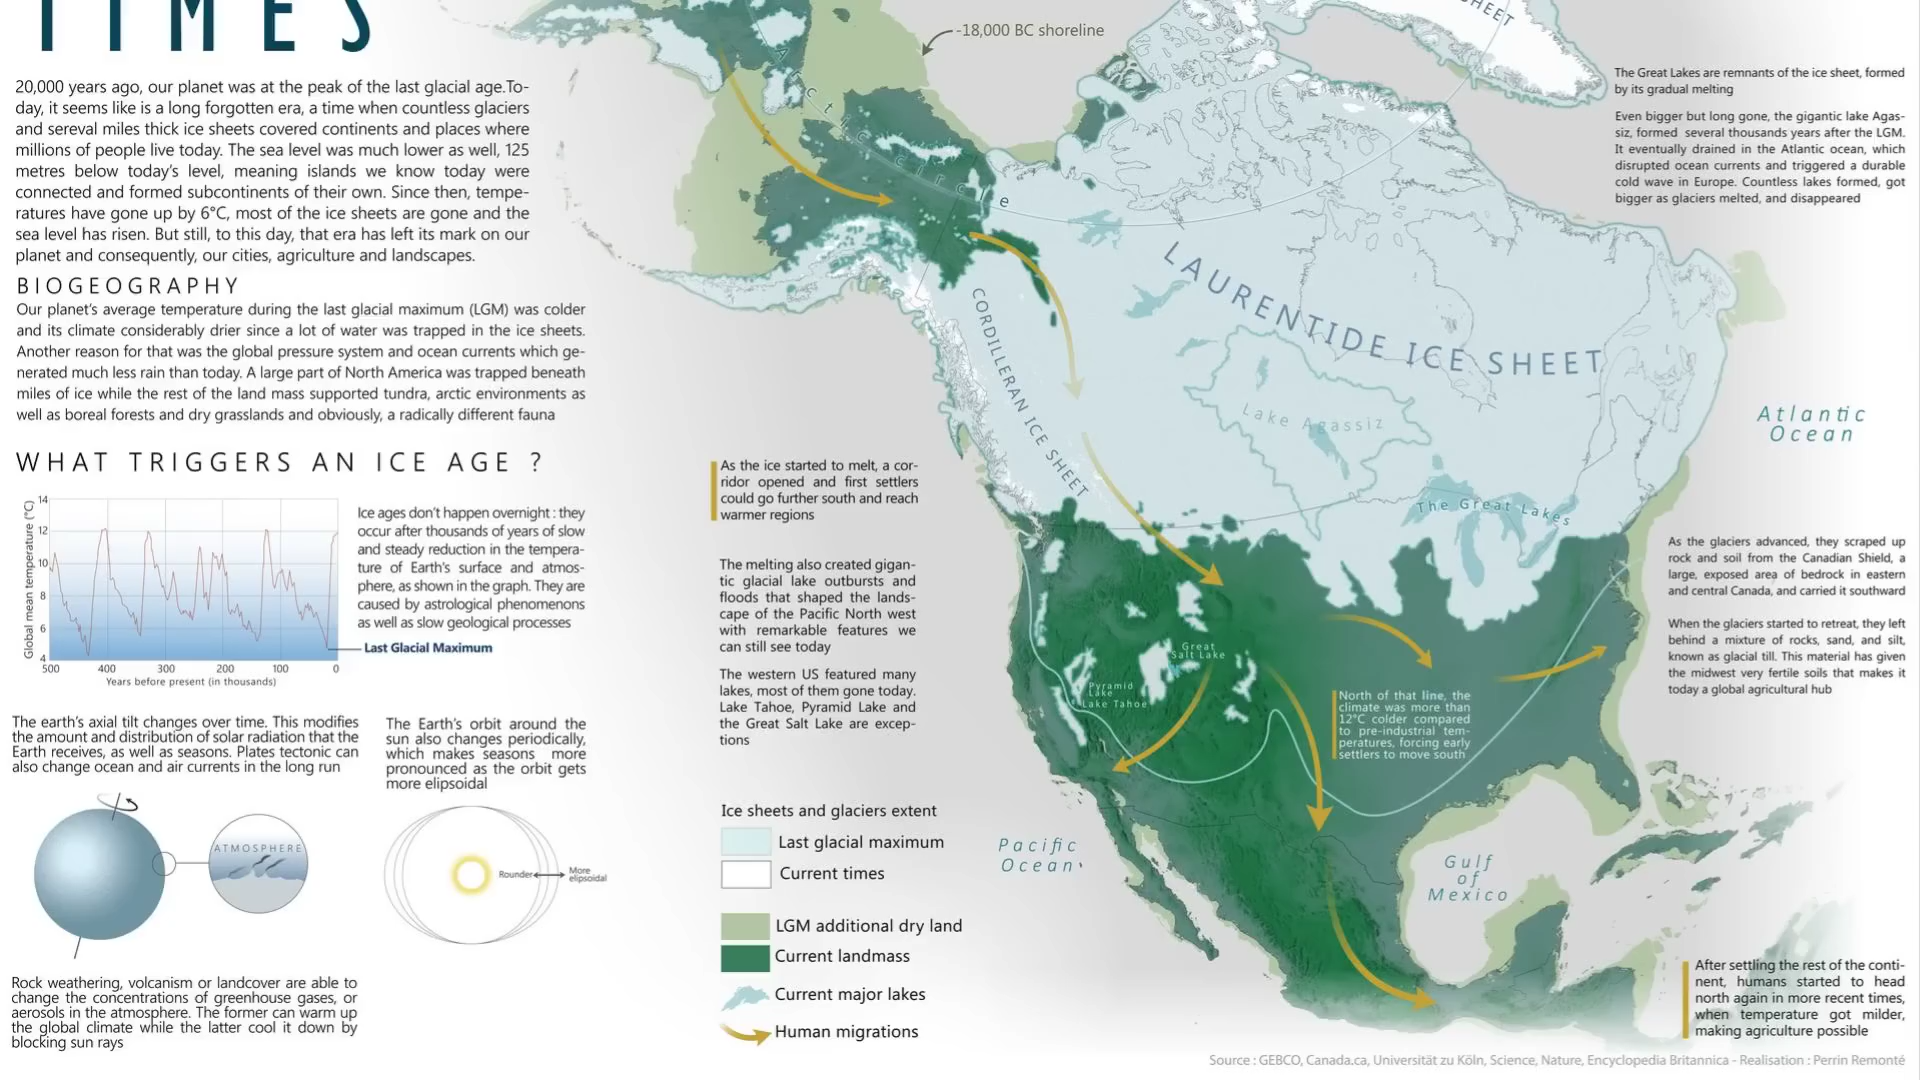 TIMES
20,000 years ago, our planet was at the peak of the last glacial age.To-
day, it seems like is a long forgotten era, a time when countless glaciers
and sereval miles thick ice sheets covered continents and places where
millions of people live today. The sea level was much lower as well, 125
metres below today's level, meaning islands we know today were
connected and formed subcontinents of their own. Since then, tempe-
ratures have gone up by 6°C, most of the ice sheets are gone and the
sea level has risen. But still, to this day, that era has left its mark on our
planet and consequently, our cities, agriculture and landscapes.
BIOGEOGRAPHY
Our planet's average temperature during the last glacial maximum (LGM) was colder
and its climate considerably drier since a lot of water was trapped in the ice sheets.
Another reason for that was the global pressure system and ocean currents which ge-
nerated much less rain than today. A large part of North America was trapped beneath
miles of ice while the rest of the land mass supported tundra, arctic environments as
well as boreal forests and dry grasslands and obviously, a radically different fauna
WHAT TRIGGERS AN ICE AGE ?
Global mean temperature (°C)
14
12
10
8
6
4
500
400
300
200
100
0
Years before present (in thousands)
Last Glacial Maximum
Ice ages don't happen overnight : they
occur after thousands of years of slow
and steady reduction in the tempera-
ture of Earth's surface and atmos-
phere, as shown in the graph. They are
caused by astrological phenomenons
as well as slow geological processes
The earth's axial tilt changes over time. This modifies
the amount and distribution of solar radiation that the
Earth receives, as well as seasons. Plates tectonic can
also change ocean and air currents in the long run
The Earth's orbit around the
sun also changes periodically,
which makes seasons more
pronounced as the orbit gets
more elipsoidal
ATMOSPHERE
Rounder
More
elipsoidal
Rock weathering, volcanism or landcover are able to
change the concentrations of greenhouse gases, or
aerosols in the atmosphere. The former can warm up
the global climate while the latter cool it down by
blocking sun rays
As the ice started to melt, a cor-
ridor opened and first settlers
could go further south and reach
warmer regions
The melting also created gigan-
tic glacial lake outbursts and
floods that shaped the lands-
cape of the Pacific North west
with remarkable features we
can still see today
The western US featured many
lakes, most of them gone today.
Lake Tahoe, Pyramid Lake and
the Great Salt Lake are excep-
tions
Ice sheets and glaciers extent
Last glacial maximum
Current times
LGM additional dry land
Current landmass
Current major lakes
Human migrations
-18,000 BC shoreline
Arctic circle
SHEET
LAURENTIDE ICE SHEET
CORDILLERAN ICE SHEET
Lake Agassiz
The Great Lakes
Atlantic
Ocean
Great
Salt Lake
Pyramid
Lake
Lake Tahoe
North of that line, the
climate was more than
12°C colder compared
to pre-industrial tem-
peratures, forcing early
settlers to move south
Pacific
Ocean
Gulf
of
Mexico
The Great Lakes are remnants of the ice sheet, formed
by its gradual melting
Even bigger but long gone, the gigantic lake Agas-
siz, formed several thousands years after the LGM.
It eventually drained in the Atlantic ocean, which
disrupted ocean currents and triggered a durable
cold wave in Europe. Countless lakes formed, got
bigger as glaciers melted, and disappeared
As the glaciers advanced, they scraped up
rock and soil from the Canadian Shield, a
large, exposed area of bedrock in eastern
and central Canada, and carried it southward
When the glaciers started to retreat, they left
behind a mixture of rocks, sand, and silt,
known as glacial till. This material has given
the midwest very fertile soils that makes it
today a global agricultural hub
After settling the rest of the conti-
nent, humans started to head
north again in more recent times,
when temperature got milder,
making agriculture possible
Source : GEBCO, Canada.ca, Universität zu Köln, Science, Nature, Encyclopedia Britannica - Realisation : Perrin Remonté